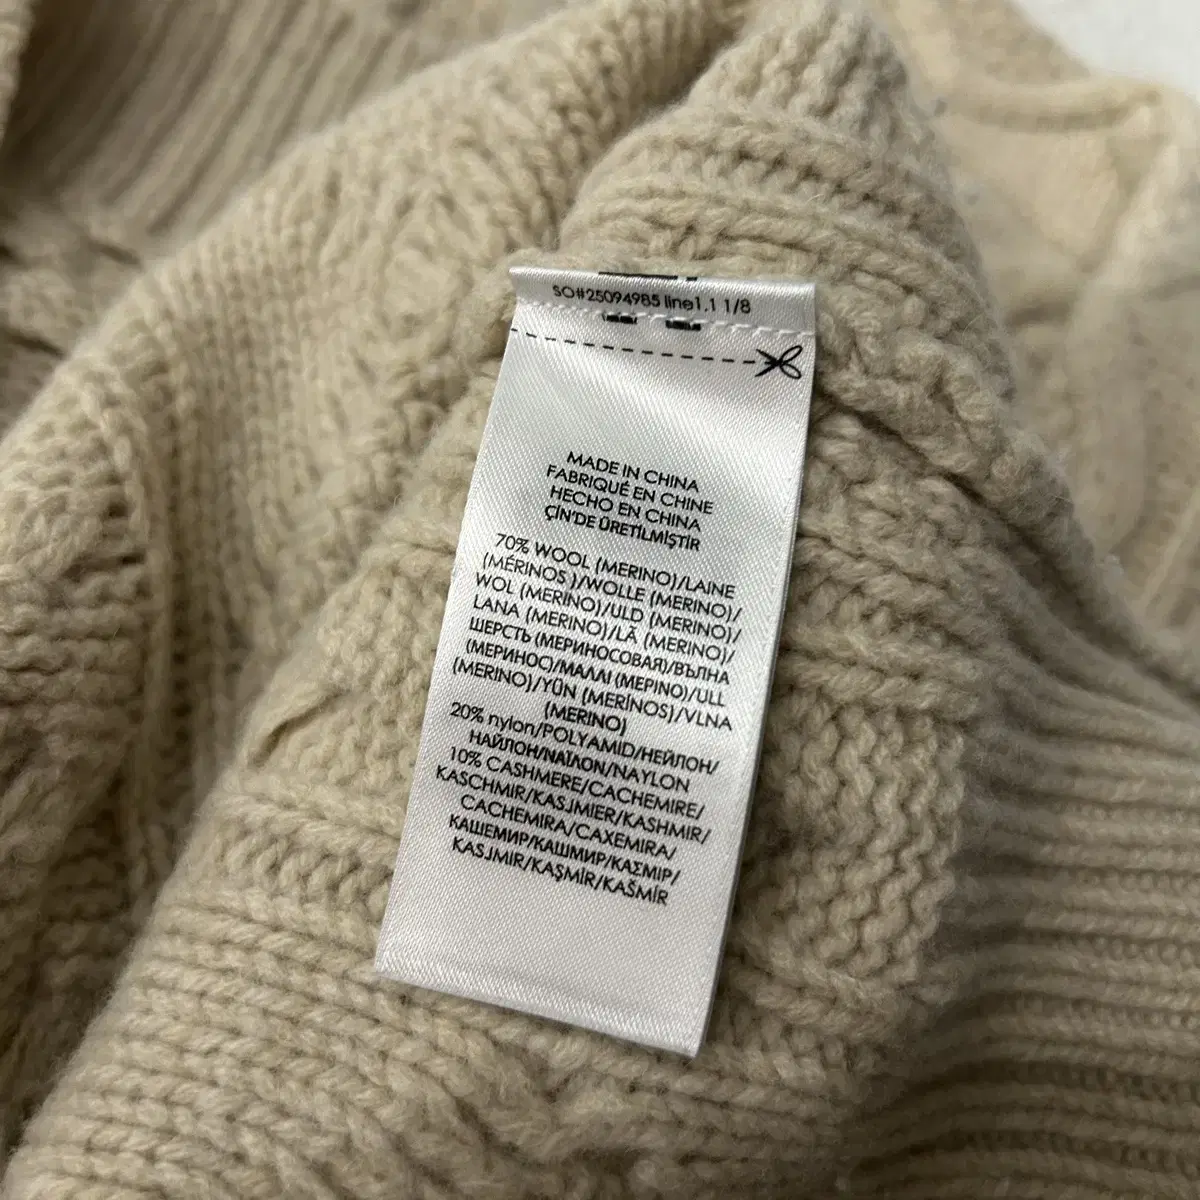 SO#25094985 line1.1 1/8
MADE IN CHINA
FABRIQUÉ EN CHINE
HECHO EN CHINA
ÇİN'DE ÜRETİLMİŞTİR
70% WOOL (MERINO)/LAINE
(MÉRINOS )/WOLLE (MERINO)/
WOL (MERINO)/ULD (MERINO)/
LANA (MERINO)/LÃ (MERINO)/
ШЕРСТЬ (МЕРИНОСОВАЯ)/ВЪЛНА
(МЕРИНОС)/ΜΑΛΛΙ (ΜΕΡΙΝΟ)/ULL
(MERINO)/YÜN (MERİNOS)/VLNA
(MERINO)
20% nylon/POLYAMID/НЕЙЛОН/
НАЙЛОН/ΝΑΪΛΟΝ/NAYLON
10% CASHMERE/CACHEMIRE/
KASCHMIR/KASJMIER/KASHMIR/
CACHEMIRA/CAXEMIRA/
КАШЕМИР/КАШМИР/ΚΑΣΜΙΡ/
KASJMIR/KAŞMİR/KAŠMÍR